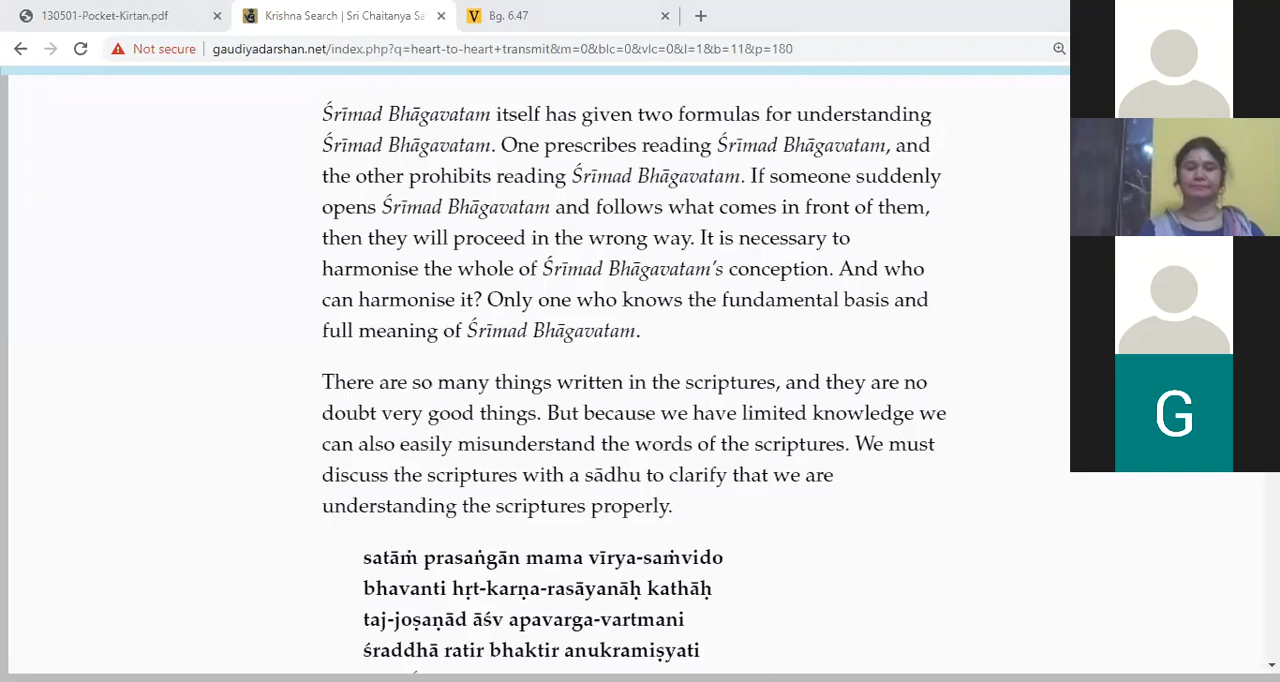 130501-Pocket-Kirtan.pdf
Krishna Search | Sri Chaitanya Sa
V Bg. 6.47
Not secure
gaudiyadarshan.net/index.php?q=heart-to-heart+transmit&m=0&blc=0&vlc=0&l=1&b=11&p=180
Śrīmad Bhāgavatam itself has given two formulas for understanding
Śrīmad Bhāgavatam. One prescribes reading Śrīmad Bhāgavatam, and
the other prohibits reading Śrīmad Bhāgavatam. If someone suddenly
opens Śrīmad Bhāgavatam and follows what comes in front of them,
then they will proceed in the wrong way. It is necessary to
harmonise the whole of Śrīmad Bhāgavatam's conception. And who
can harmonise it? Only one who knows the fundamental basis and
full meaning of Śrīmad Bhāgavatam.
There are so many things written in the scriptures, and they are no
doubt very good things. But because we have limited knowledge we
can also easily misunderstand the words of the scriptures. We must
discuss the scriptures with a sādhu to clarify that we are
understanding the scriptures properly.
satāṁ prasaṅgān mama vīrya-saṁvido
bhavanti hṛt-karṇa-rasāyanāḥ kathāḥ
taj-joṣaṇād āśv apavarga-vartmani
śraddhā ratir bhaktir anukramiṣyati
G